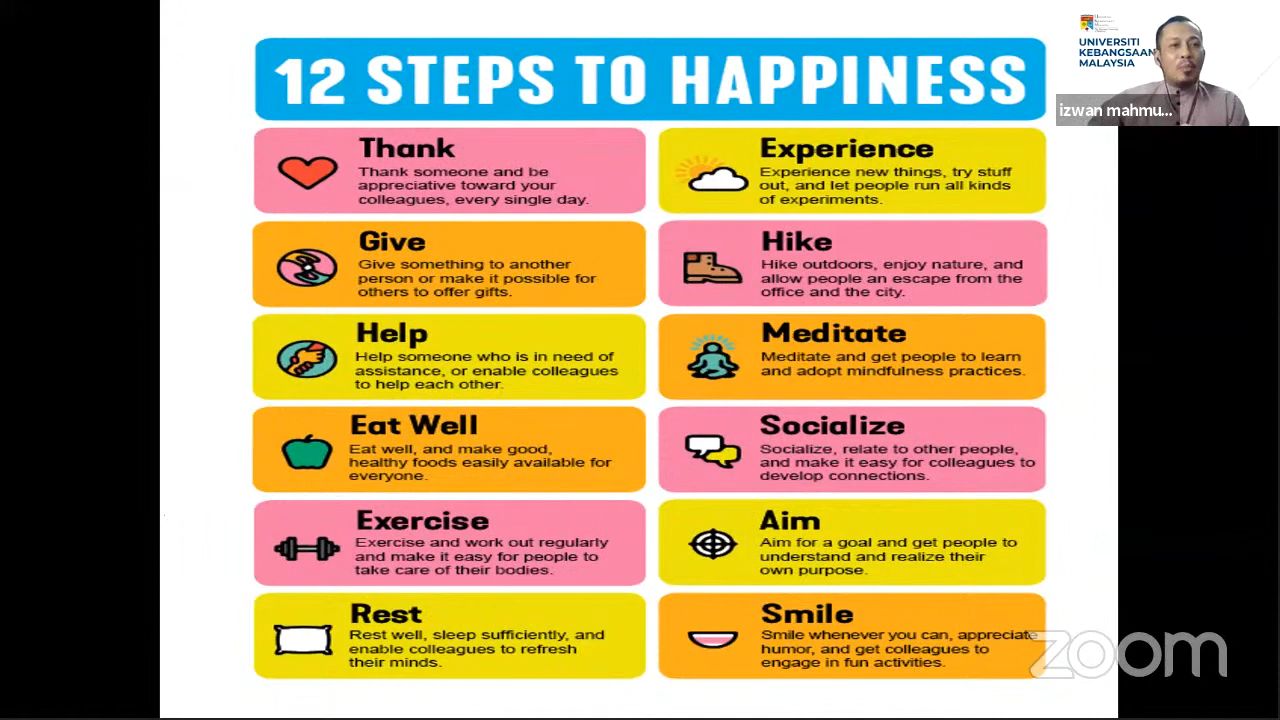 12 STEPS TO HAPPINESS
Thank
Thank someone and be
appreciative toward your
colleagues, every single day.
Give
Give something to another
person or make it possible for
others to offer gifts.
Help
Help someone who is in need of
assistance, or enable colleagues
to help each other.
Eat Well
Eat well, and make good,
healthy foods easily available for
everyone.
Exercise
Exercise and work out regularly
and make it easy for people to
take care of their bodies.
Rest
Rest well, sleep sufficiently, and
enable colleagues to refresh
their minds.
Experience
Experience new things, try stuff
out, and let people run all kinds
of experiments.
Hike
Hike outdoors, enjoy nature, and
allow people an escape from the
office and the city.
Meditate
Meditate and get people to learn
and adopt mindfulness practices.
Socialize
Socialize, relate to other people,
and make it easy for colleagues to
develop connections.
Aim
Aim for a goal and get people to
understand and realize their
own purpose.
Smile
Smile whenever you can, appreciate
humor, and get colleagues to
engage in fun activities.
UNIVERSITI
KEBANGSAAN
MALAYSIA
izwan mahmu...
zoom